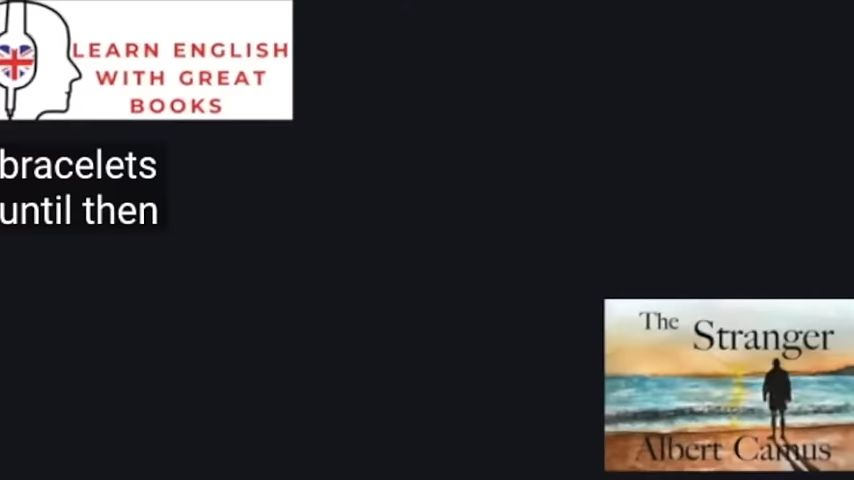 LEARN ENGLISH
WITH GREAT
BOOKS
bracelets
until then
The Stranger
Albert Camus